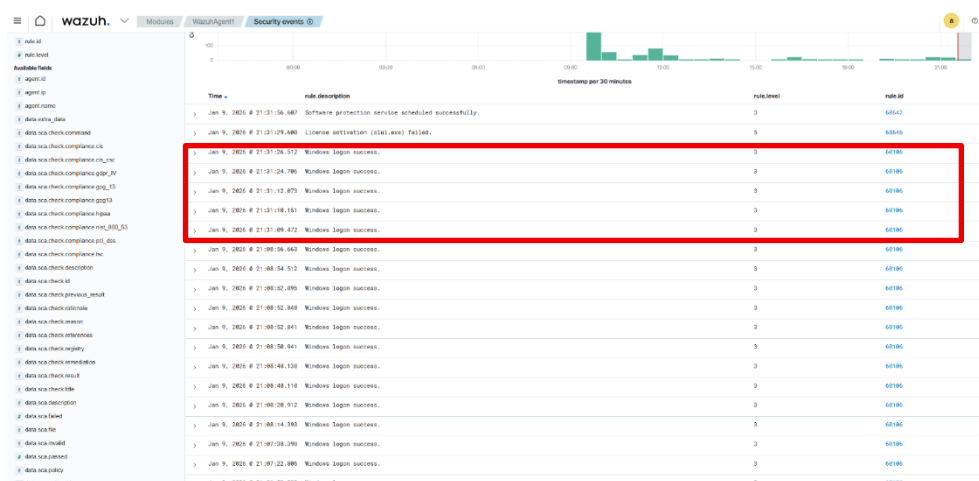 wazuh.
Modules
WazuhAgent1
Security events
a
rule.id
rule.level
Available fields
agent.id
agent.ip
agent.name
data.extra_data
data.sca.check.command
data.sca.check.compliance.cis
data.sca.check.compliance.cis_csc
data.sca.check.compliance.gdpr_IV
data.sca.check.compliance.gpg_13
data.sca.check.compliance.gpg13
data.sca.check.compliance.hipaa
data.sca.check.compliance.nist_800_53
data.sca.check.compliance.pci_dss
data.sca.check.compliance.tsc
data.sca.check.description
data.sca.check.id
data.sca.check.previous_result
data.sca.check.rationale
data.sca.check.reason
data.sca.check.references
data.sca.check.registry
data.sca.check.remediation
data.sca.check.result
data.sca.check.title
data.sca.description
data.sca.failed
data.sca.file
data.sca.invalid
data.sca.passed
data.sca.policy
100
0
00:00 03:00 06:00 09:00 12:00 15:00 18:00 21:00
timestamp per 30 minutes
Time rule.description rule.level rule.id
Jan 9, 2026 @ 21:31:56.607 Software protection service scheduled successfully. 3 60642
Jan 9, 2026 @ 21:31:29.600 License activation (slui.exe) failed. 5 60646
Jan 9, 2026 @ 21:31:26.512 Windows logon success. 3 60106
Jan 9, 2026 @ 21:31:24.706 Windows logon success. 3 60106
Jan 9, 2026 @ 21:31:12.073 Windows logon success. 3 60106
Jan 9, 2026 @ 21:31:10.161 Windows logon success. 3 60106
Jan 9, 2026 @ 21:31:09.472 Windows logon success. 3 60106
Jan 9, 2026 @ 21:08:56.663 Windows logon success. 3 60106
Jan 9, 2026 @ 21:08:54.512 Windows logon success. 3 60106
Jan 9, 2026 @ 21:08:52.895 Windows logon success. 3 60106
Jan 9, 2026 @ 21:08:52.848 Windows logon success. 3 60106
Jan 9, 2026 @ 21:08:52.841 Windows logon success. 3 60106
Jan 9, 2026 @ 21:08:50.941 Windows logon success. 3 60106
Jan 9, 2026 @ 21:08:48.130 Windows logon success. 3 60106
Jan 9, 2026 @ 21:08:48.110 Windows logon success. 3 60106
Jan 9, 2026 @ 21:08:20.912 Windows logon success. 3 60106
Jan 9, 2026 @ 21:08:14.393 Windows logon success. 3 60106
Jan 9, 2026 @ 21:07:38.398 Windows logon success. 3 60106
Jan 9, 2026 @ 21:07:22.806 Windows logon success. 3 60106